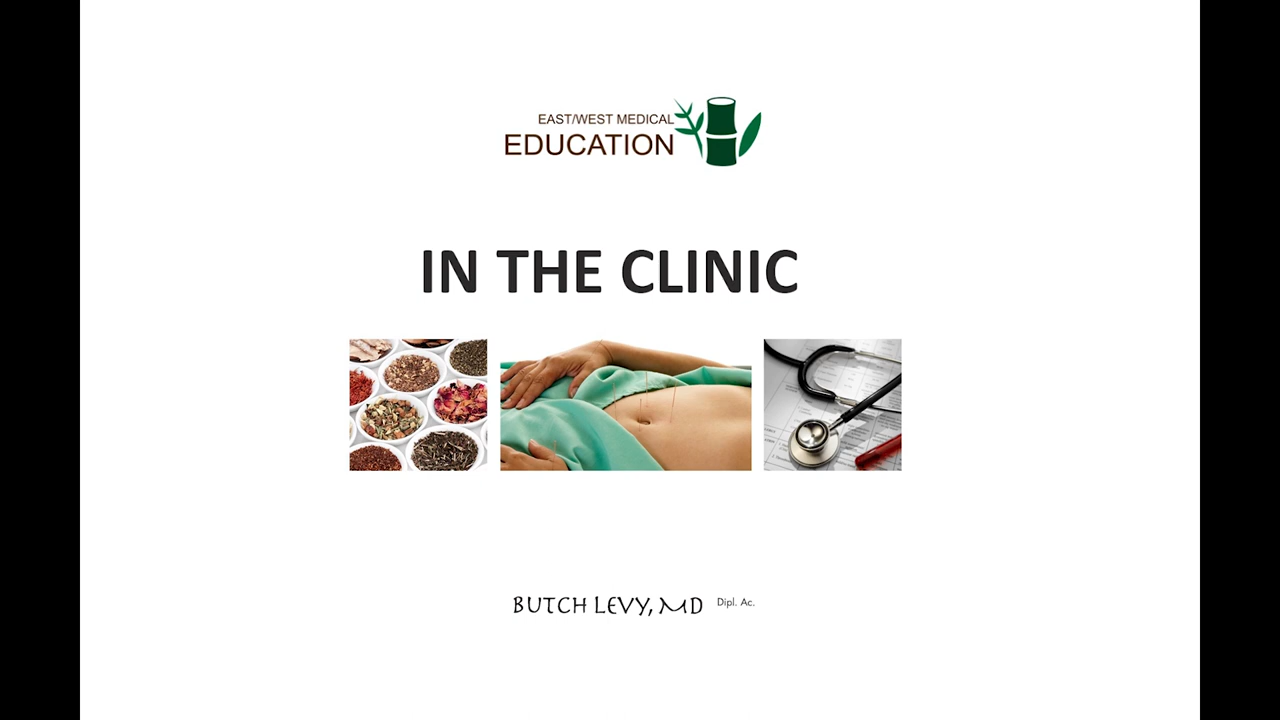 EAST/WEST MEDICAL
EDUCATION
IN THE CLINIC
BUTCH LEVY, MD Dipl. Ac.